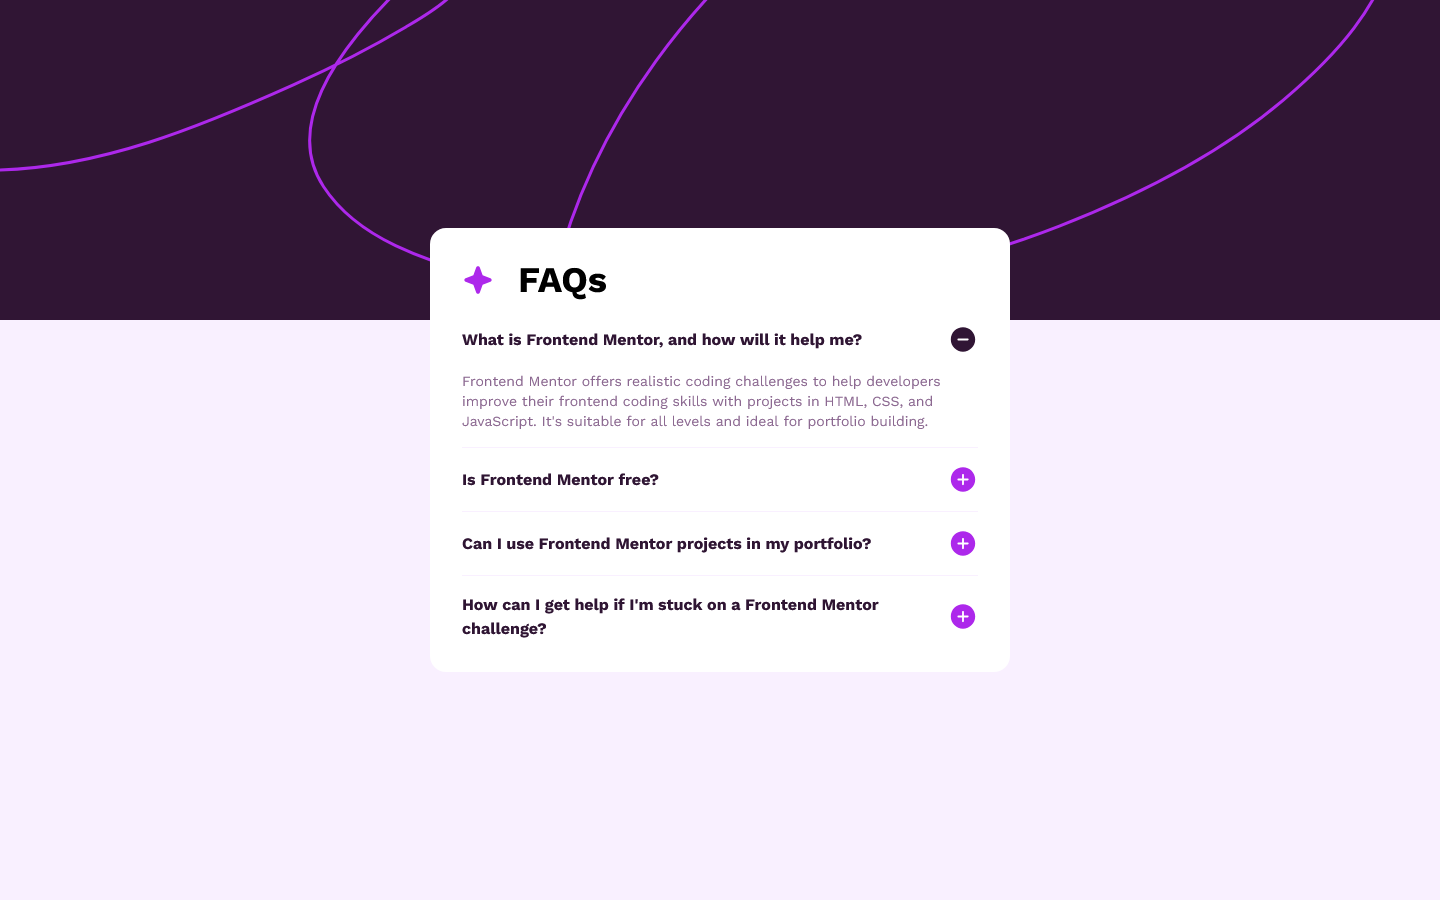 FAQs
What is Frontend Mentor, and how will it help me?
Frontend Mentor offers realistic coding challenges to help developers
improve their frontend coding skills with projects in HTML, CSS, and
JavaScript. It's suitable for all levels and ideal for portfolio building.
Is Frontend Mentor free?
Can I use Frontend Mentor projects in my portfolio?
How can I get help if I'm stuck on a Frontend Mentor
challenge?